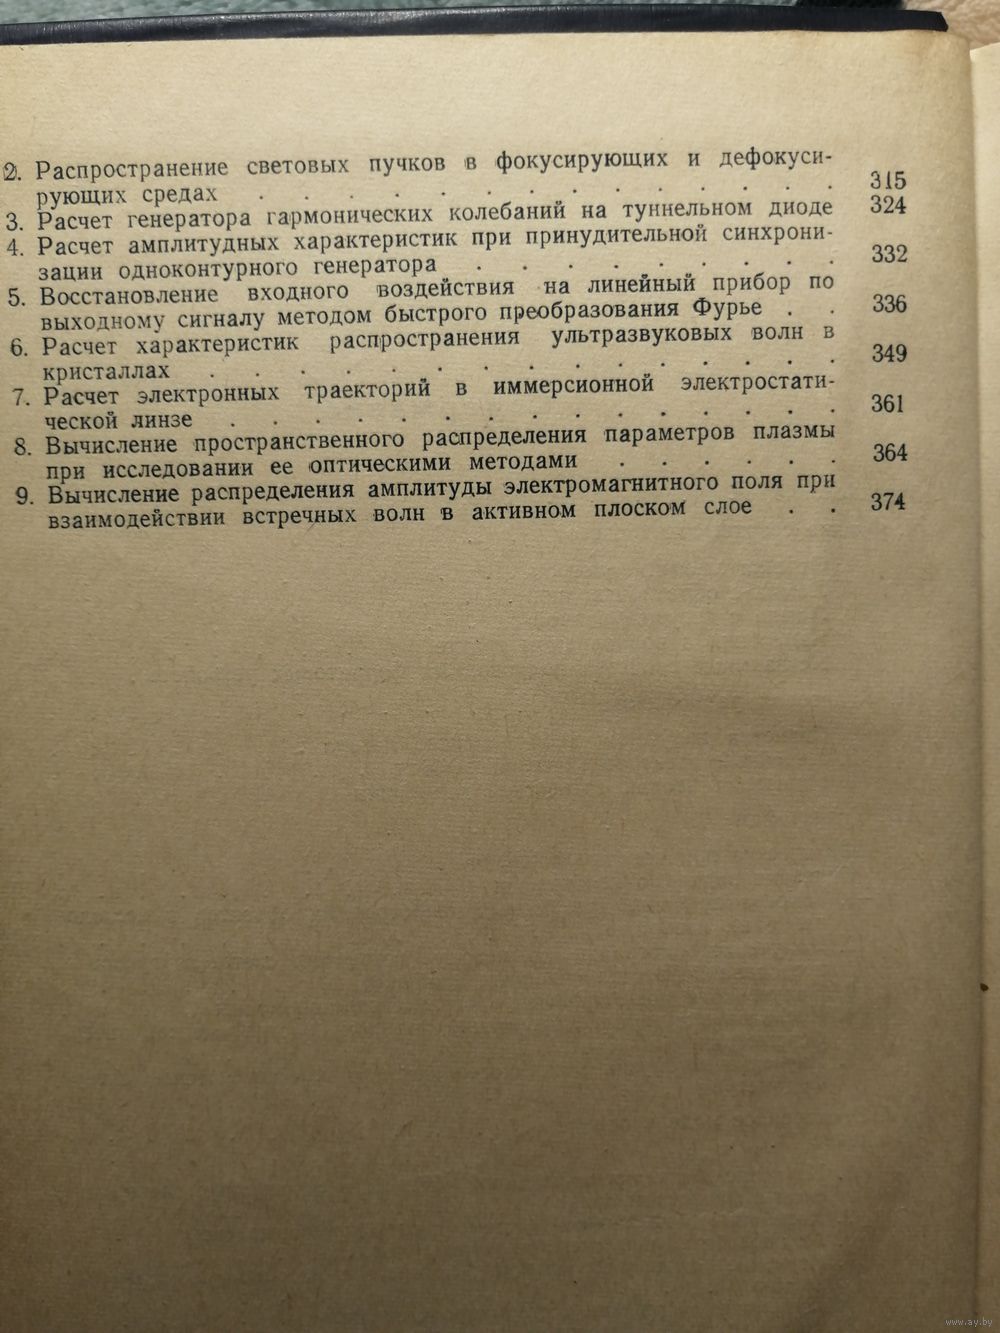 2. Распространение световых пучков в фокусирующих и дефокуси-
рующих средах . . . . . . . . . . . . . . 315
3. Расчет генератора гармонических колебаний на туннельном диоде 324
4. Расчет амплитудных характеристик при принудительной синхрони-
зации одноконтурного генератора . . . . . . . . . 332
5. Восстановление входного воздействия на линейный прибор по
выходному сигналу методом быстрого преобразования Фурье . . 336
6. Расчет характеристик распространения ультразвуковых волн в
кристаллах . . . . . . . . . . . . . . . 349
7. Расчет электронных траекторий в иммерсионной электростати-
ческой линзе . . . . . . . . . . . . . . 361
8. Вычисление пространственного распределения параметров плазмы
при исследовании ее оптическими методами . . . . . . 364
9. Вычисление распределения амплитуды электромагнитного поля при
взаимодействии встречных волн в активном плоском слое . . 374
www.ay.by